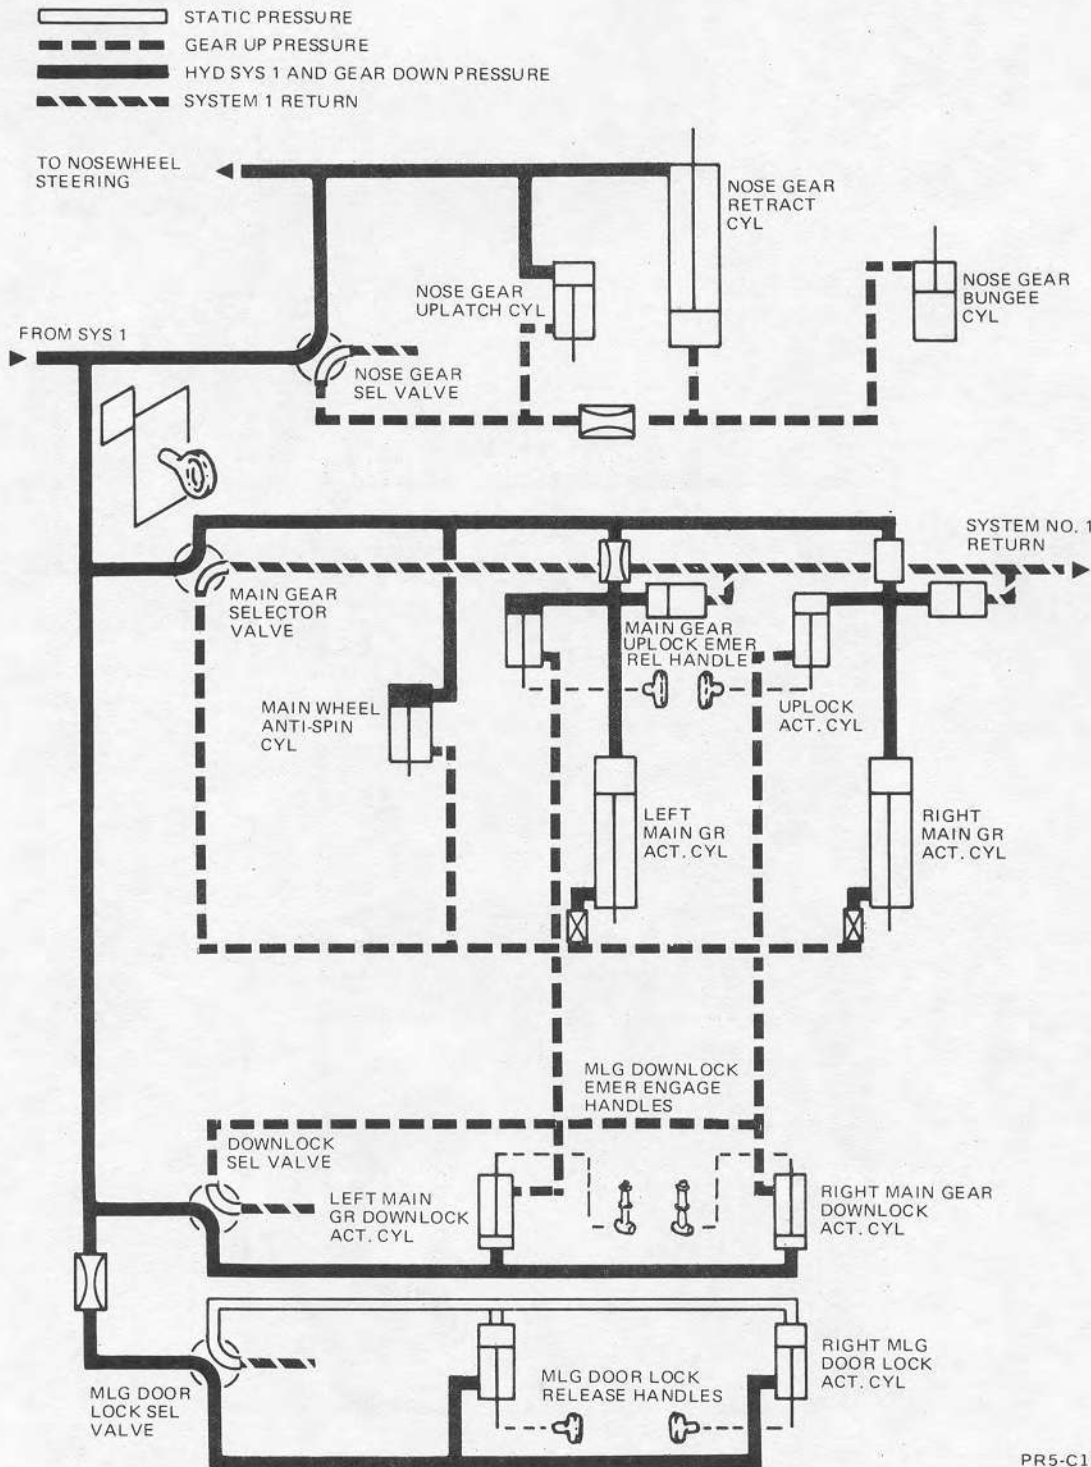 STATIC PRESSURE
GEAR UP PRESSURE
HYD SYS 1 AND GEAR DOWN PRESSURE
SYSTEM 1 RETURN
TO NOSEWHEEL
STEERING
NOSE GEAR
RETRACT
CYL
NOSE GEAR
UPLATCH CYL
NOSE GEAR
BUNGEE
CYL
FROM SYS 1
NOSE GEAR
SEL VALVE
SYSTEM NO. 1
RETURN
MAIN GEAR
SELECTOR
VALVE
MAIN GEAR
UPLOCK EMER
REL HANDLE
MAIN WHEEL
ANTI-SPIN
CYL
UPLOCK
ACT. CYL
LEFT
MAIN GR
ACT. CYL
RIGHT
MAIN GR
ACT. CYL
MLG DOWNLOCK
EMER ENGAGE
HANDLES
DOWNLOCK
SEL VALVE
LEFT MAIN
GR DOWNLOCK
ACT. CYL
RIGHT MAIN GEAR
DOWNLOCK
ACT. CYL
MLG DOOR
LOCK SEL
VALVE
MLG DOOR LOCK
RELEASE HANDLES
RIGHT MLG
DOOR LOCK
ACT. CYL
PR5-C1